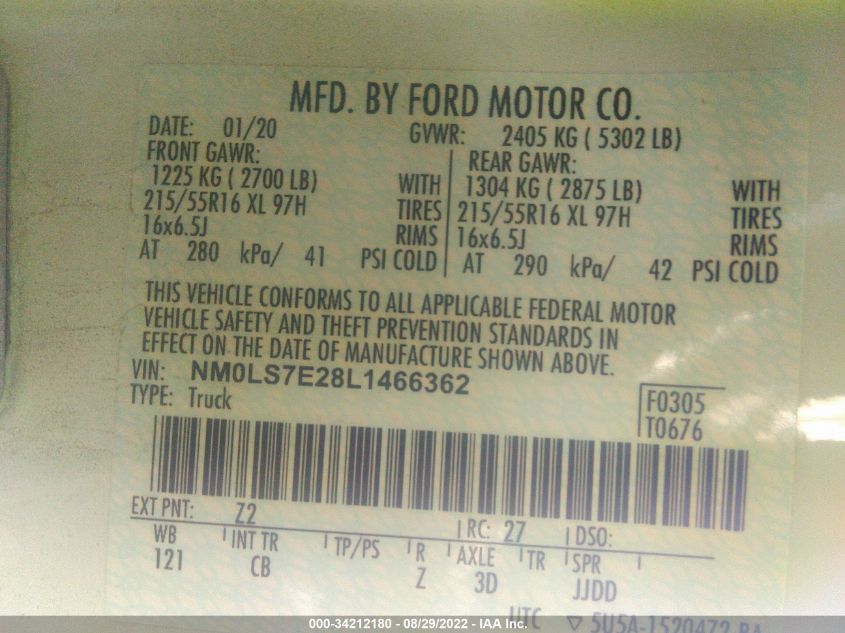 MFD. BY FORD MOTOR CO.
DATE: 01/20 GVWR: 2405 KG ( 5302 LB)
FRONT GAWR: REAR GAWR:
1225 KG ( 2700 LB) WITH 1304 KG ( 2875 LB) WITH
215/55R16 XL 97H TIRES 215/55R16 XL 97H TIRES
16x6.5J RIMS 16x6.5J RIMS
AT 280 kPa/ 41 PSI COLD AT 290 kPa/ 42 PSI COLD
THIS VEHICLE CONFORMS TO ALL APPLICABLE FEDERAL MOTOR
VEHICLE SAFETY AND THEFT PREVENTION STANDARDS IN
EFFECT ON THE DATE OF MANUFACTURE SHOWN ABOVE.
VIN: NM0LS7E28L1466362
TYPE: Truck
F0305
T0676
EXT PNT: Z2 RC: 27 DSO:
WB INT TR TP/PS R AXLE TR SPR
121 CB Z 3D JJDD
UTC ▽ 5U5A-1520472-BA
000-34212180 - 08/29/2022 - IAA Inc.